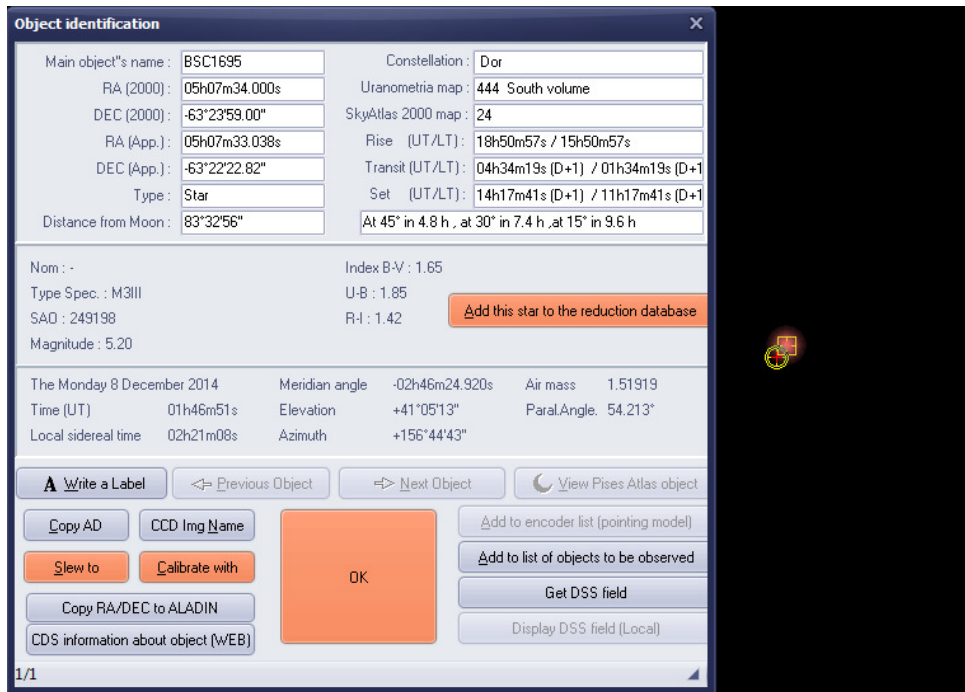 Object identification
Main object"s name : BSC1695 Constellation : Dor
RA (2000) : 05h07m34.000s Uranometria map : 444 South volume
DEC (2000) : -63°23'59.00" SkyAtlas 2000 map : 24
RA (App.) : 05h07m33.038s Rise (UT/LT) : 18h50m57s / 15h50m57s
DEC (App.) : -63°22'22.82" Transit (UT/LT) : 04h34m19s (D+1) / 01h34m19s (D+1
Type : Star Set (UT/LT) : 14h17m41s (D+1) / 11h17m41s (D+1
Distance from Moon : 83°32'56" At 45° in 4.8 h , at 30° in 7.4 h ,at 15° in 9.6 h
Nom : - Index B-V : 1.65
Type Spec. : M3III U-B : 1.85
SAO : 249198 R-I : 1.42 Add this star to the reduction database
Magnitude : 5.20
The Monday 8 December 2014 Meridian angle -02h46m24.920s Air mass 1.51919
Time (UT) 01h46m51s Elevation +41°05'13" Paral.Angle. 54.213°
Local sidereal time 02h21m08s Azimuth +156°44'43"
A Write a Label Previous Object Next Object View Pises Atlas object
Copy AD CCD Img Name Add to encoder list (pointing model)
Slew to Calibrate with OK Add to list of objects to be observed
Copy RA/DEC to ALADIN Get DSS field
CDS information about object (WEB) Display DSS field (Local)
1/1